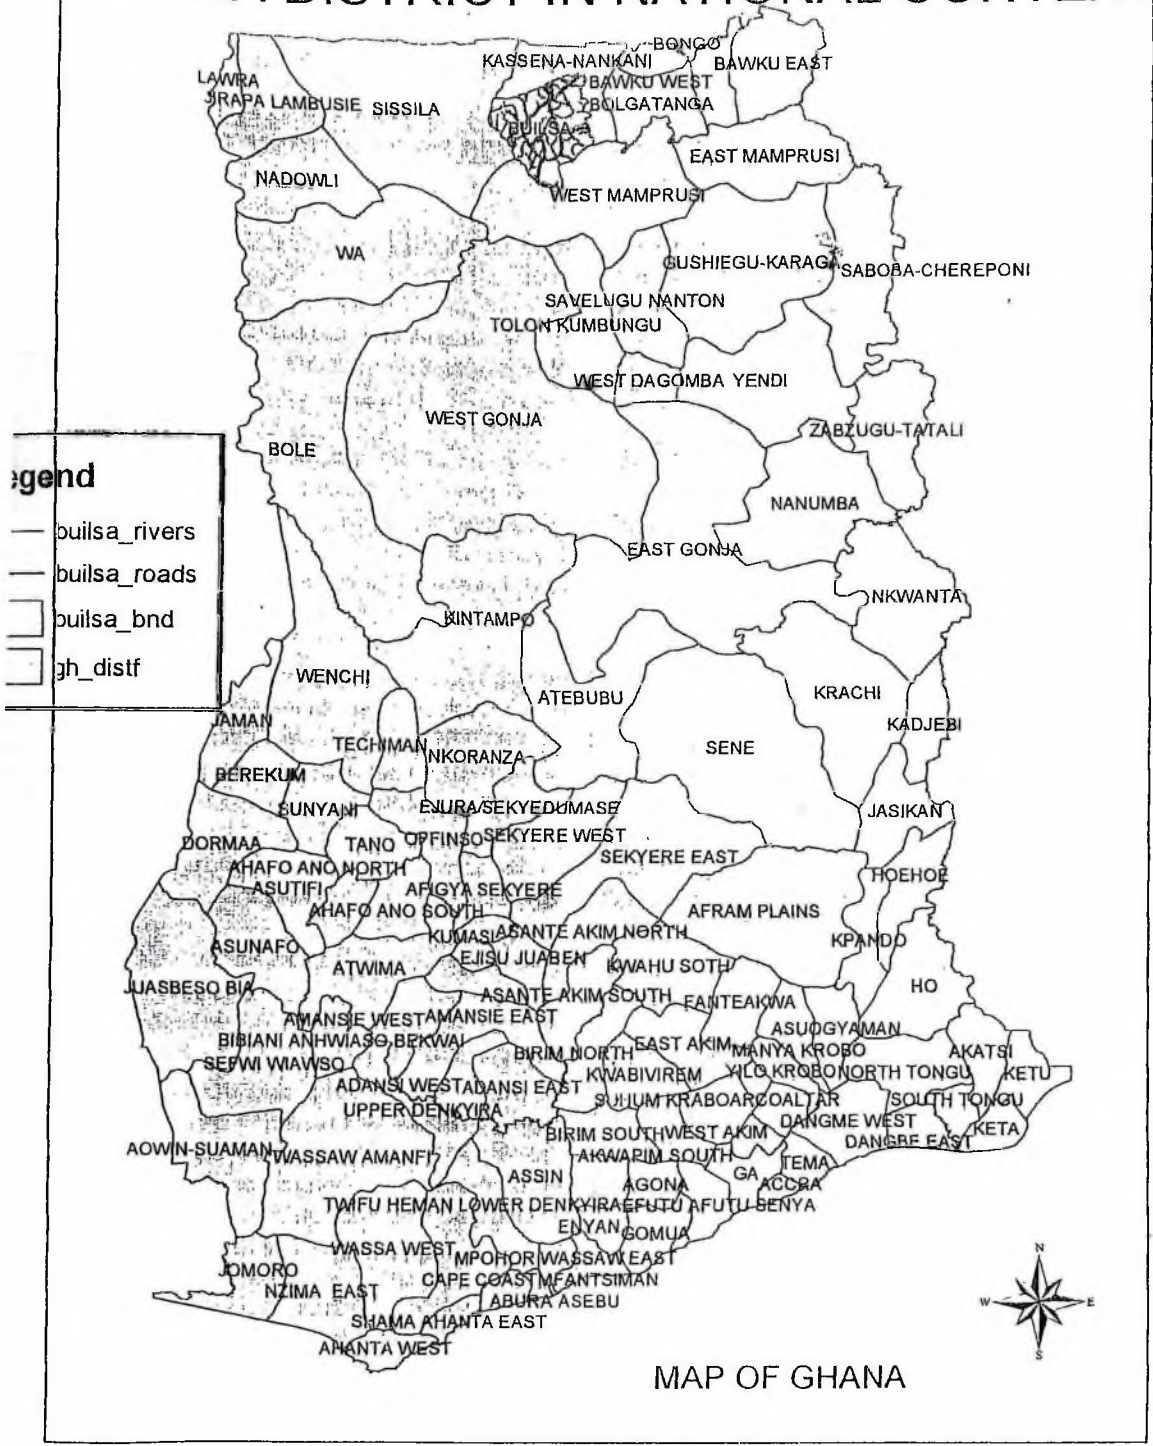 DISTRICT IN NATIONAL
BONGO
KASSENA-NANKANI
BAWKU EAST
LAWRA
BAWKU WEST
JIRAPA LAMBUSIE
SISSILA
BOLGATANGA
BUILSA
EAST MAMPRUSI
NADOWLI
WEST MAMPRUSI
WA
GUSHIEGU-KARAGA
SABOBA-CHEREPONI
SAVELUGU NANTON
TOLON KUMBUNGU
WEST DAGOMBA
YENDI
WEST GONJA
ZABZUGU-TATALI
BOLE
egend
NANUMBA
builsa_rivers
EAST GONJA
builsa_roads
NKWANTA
builsa_bnd
KINTAMPO
gh_distf
WENCHI
KRACHI
ATEBUBU
JAMAN
KADJEBI
TECHIMAN
SENE
NKORANZA
BEREKUM
SUNYANI
EJURA/SEKYEDUMASE
JASIKAN
DORMAA
TANO
OFFINSO
SEKYERE WEST
SEKYERE EAST
AHAFO ANO NORTH
HOEHOE
ASUTIFI
AFIGYA SEKYERE
AHAFO ANO SOUTH
AFRAM PLAINS
KUMASI
ASANTE AKIM NORTH
KPANDO
ASUNAFO
EJISU JUABEN
ATWIMA
KWAHU SOTH
JUASBESO BIA
HO
ASANTE AKIM SOUTH
FANTEAKWA
AMANSIE WEST
AMANSIE EAST
ASUOGYAMAN
BIBIANI ANHWIASO BEKWAI
EAST AKIM
MANYA KROBO
AKATSI
BIRIM NORTH
SEFWI WIAWSO
KWABIVIREM
YILO KROBO
NORTH TONGU
KETU
ADANSI WEST
ADANSI EAST
SUHUM KRABOARCOALTAR
SOUTH TONGU
UPPER DENKYIRA
DANGME WEST
KETA
BIRIM SOUTH
WEST AKIM
DANGBE EAST
AOWIN-SUAMAN
WASSAW AMANFI
AKWAPIM SOUTH
TEMA
ASSIN
GA
AGONA
ACCRA
TWIFU HEMAN LOWER DENKYIRA
EFUTU AFUTU SENYA
ENYAN
GOMUA
WASSA WEST
MPOHOR WASSAW EAST
JOMORO
CAPE COAST
MFANTSIMAN
NZIMA EAST
ABURA ASEBU
SHAMA AHANTA EAST
AHANTA WEST
N
W
E
S
MAP OF GHANA